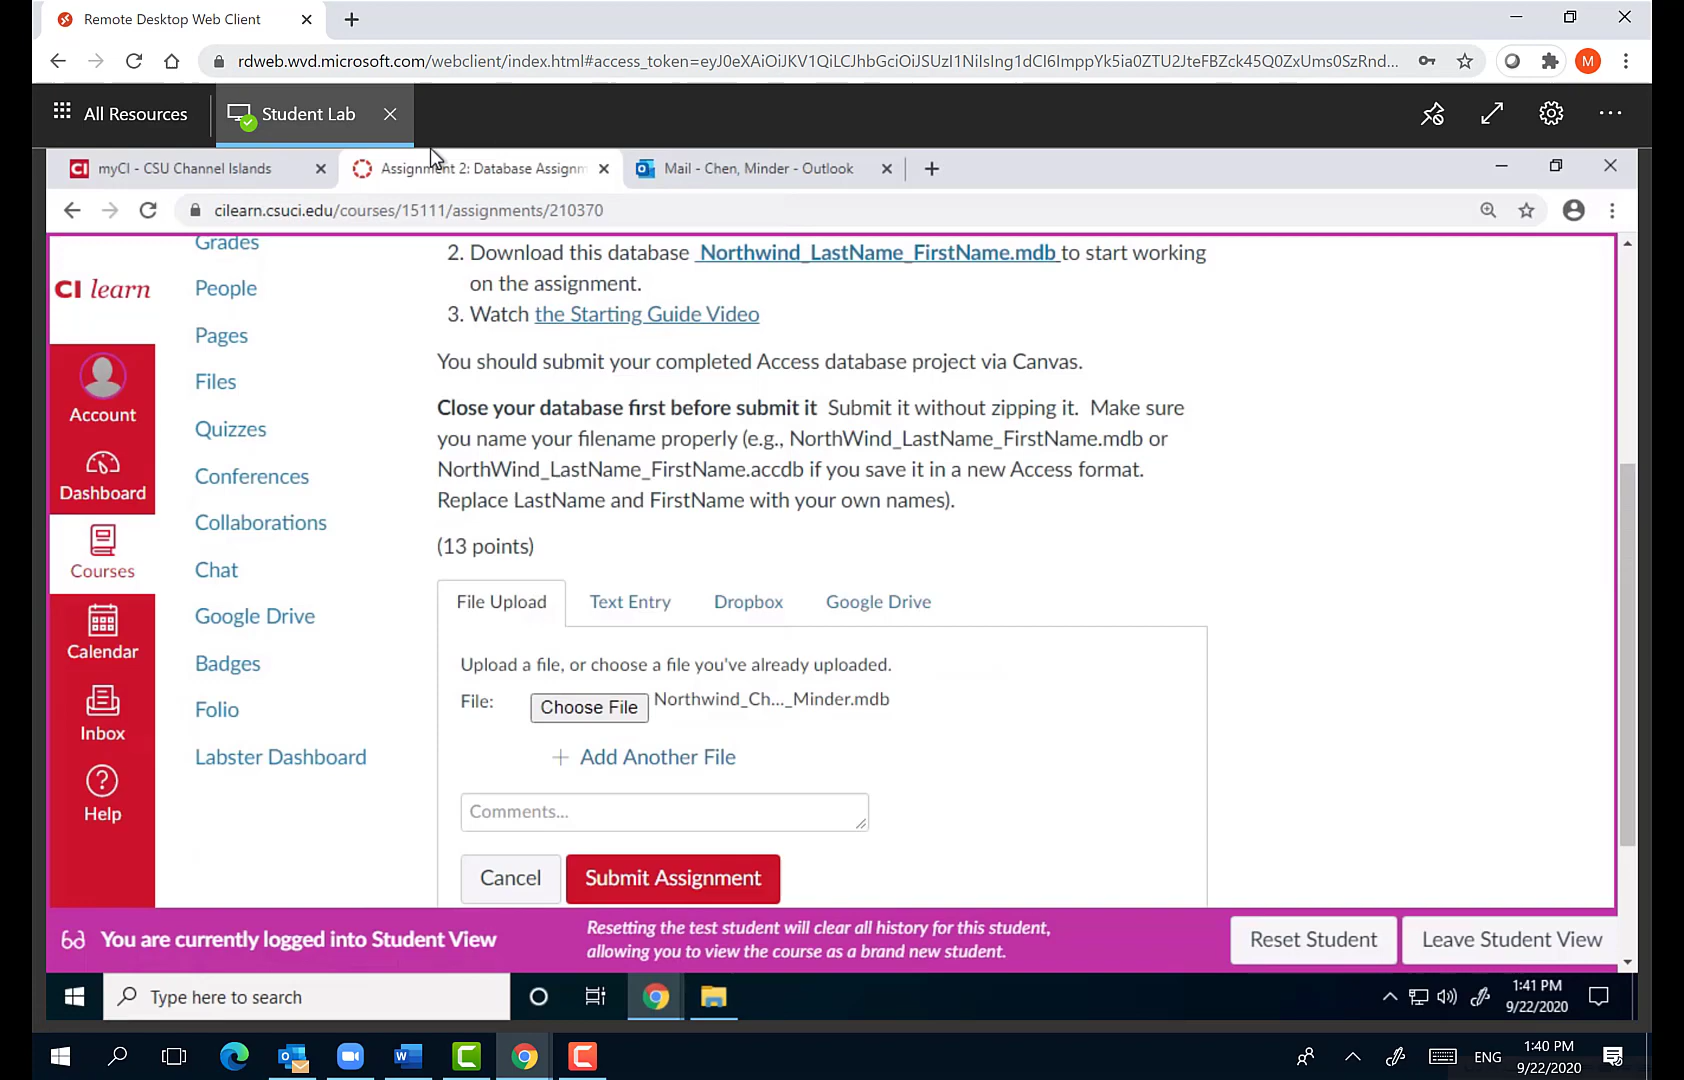 Remote Desktop Web Client
rdweb.wvd.microsoft.com/webclient/index.html#access_token=eyJ0eXAiOiJKV1QiLCJhbGciOiJSUzI1NiIsIng1dCI6ImppYk5ia0ZTU2JteFBZck45Q0ZxUms0SzRnd...
M
All Resources
Student Lab
CI myCI - CSU Channel Islands
Assignment 2: Database Assignm
Mail - Chen, Minder - Outlook
cilearn.csuci.edu/courses/15111/assignments/210370
CI learn
Account
Dashboard
Courses
Calendar
Inbox
Help
Grades
People
Pages
Files
Quizzes
Conferences
Collaborations
Chat
Google Drive
Badges
Folio
Labster Dashboard
2. Download this database Northwind_LastName_FirstName.mdb to start working
on the assignment.
3. Watch the Starting Guide Video
You should submit your completed Access database project via Canvas.
Close your database first before submit it Submit it without zipping it. Make sure
you name your filename properly (e.g., NorthWind_LastName_FirstName.mdb or
NorthWind_LastName_FirstName.accdb if you save it in a new Access format.
Replace LastName and FirstName with your own names).
(13 points)
File Upload
Text Entry
Dropbox
Google Drive
Upload a file, or choose a file you've already uploaded.
File: Choose File Northwind_Ch..._Minder.mdb
+ Add Another File
Comments...
Cancel
Submit Assignment
You are currently logged into Student View
Resetting the test student will clear all history for this student,
allowing you to view the course as a brand new student.
Reset Student
Leave Student View
Type here to search
1:41 PM
9/22/2020
ENG
1:40 PM
9/22/2020